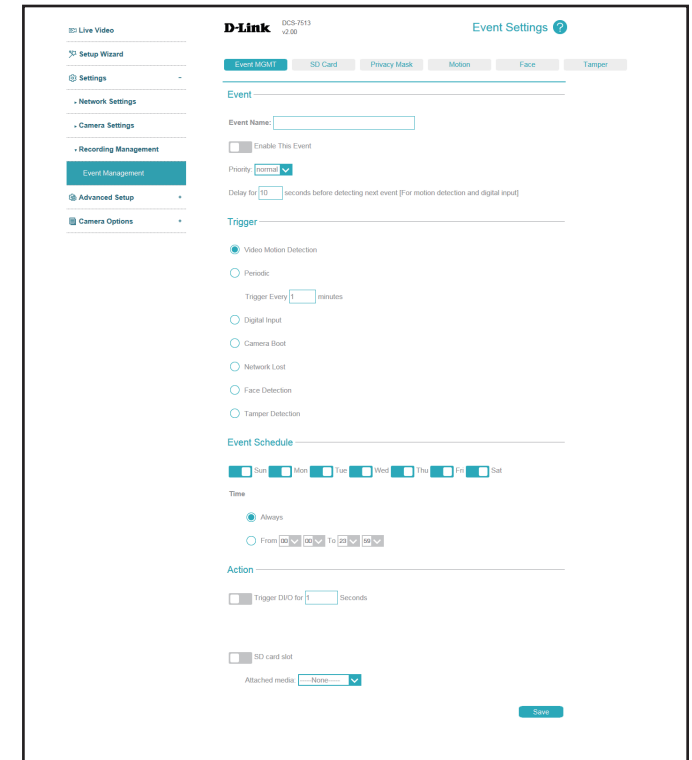 Live Video
Setup Wizard
Settings -
Network Settings
Camera Settings
Recording Management
Event Management
Advanced Setup +
Camera Options +
D-Link DCS-7513
v2.00
Event Settings ?
Event MGMT SD Card Privacy Mask Motion Face Tamper
Event
Event Name:
Enable This Event
Priority: normal
Delay for 10 seconds before detecting next event [For motion detection and digital input]
Trigger
Video Motion Detection
Periodic
Trigger Every 1 minutes
Digital Input
Camera Boot
Network Lost
Face Detection
Tamper Detection
Event Schedule
Sun Mon Tue Wed Thu Fri Sat
Time
Always
From 00 00 To 23 59
Action
Trigger DI/O for 1 Seconds
SD card slot
Attached media: -----None-----
Save